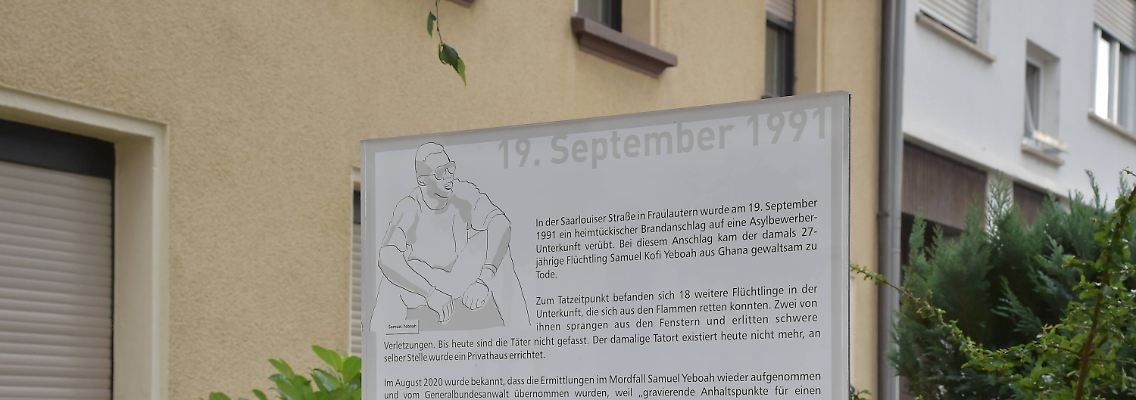 19. September 1991
In der Saarlouiser Straße in Fraulautern wurde am 19. September
1991 ein heimtückischer Brandanschlag auf eine Asylbewerber-
Unterkunft verübt. Bei diesem Anschlag kam der damals 27-
jährige Flüchtling Samuel Kofi Yeboah aus Ghana gewaltsam zu
Tode.
Zum Tatzeitpunkt befanden sich 18 weitere Flüchtlinge in der
Unterkunft, die sich aus den Flammen retten konnten. Zwei von
ihnen sprangen aus den Fenstern und erlitten schwere
Samuel Yeboah
Verletzungen. Bis heute sind die Täter nicht gefasst. Der damalige Tatort existiert heute nicht mehr, an
selber Stelle wurde ein Privathaus errichtet.
Im August 2020 wurde bekannt, dass die Ermittlungen im Mordfall Samuel Yeboah wieder aufgenommen
und vom Generalbundesanwalt übernommen wurden, weil „gravierende Anhaltspunkte für einen